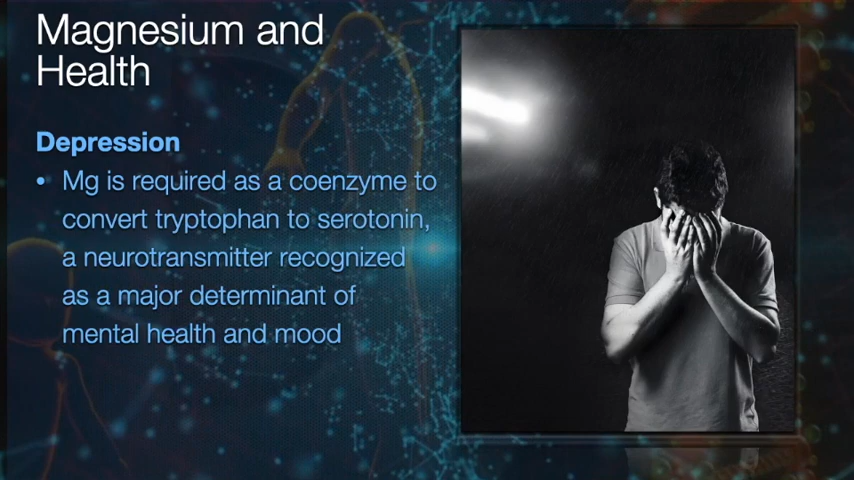 Magnesium and
Health
Depression
• Mg is required as a coenzyme to
convert tryptophan to serotonin,
a neurotransmitter recognized
as a major determinant of
mental health and mood